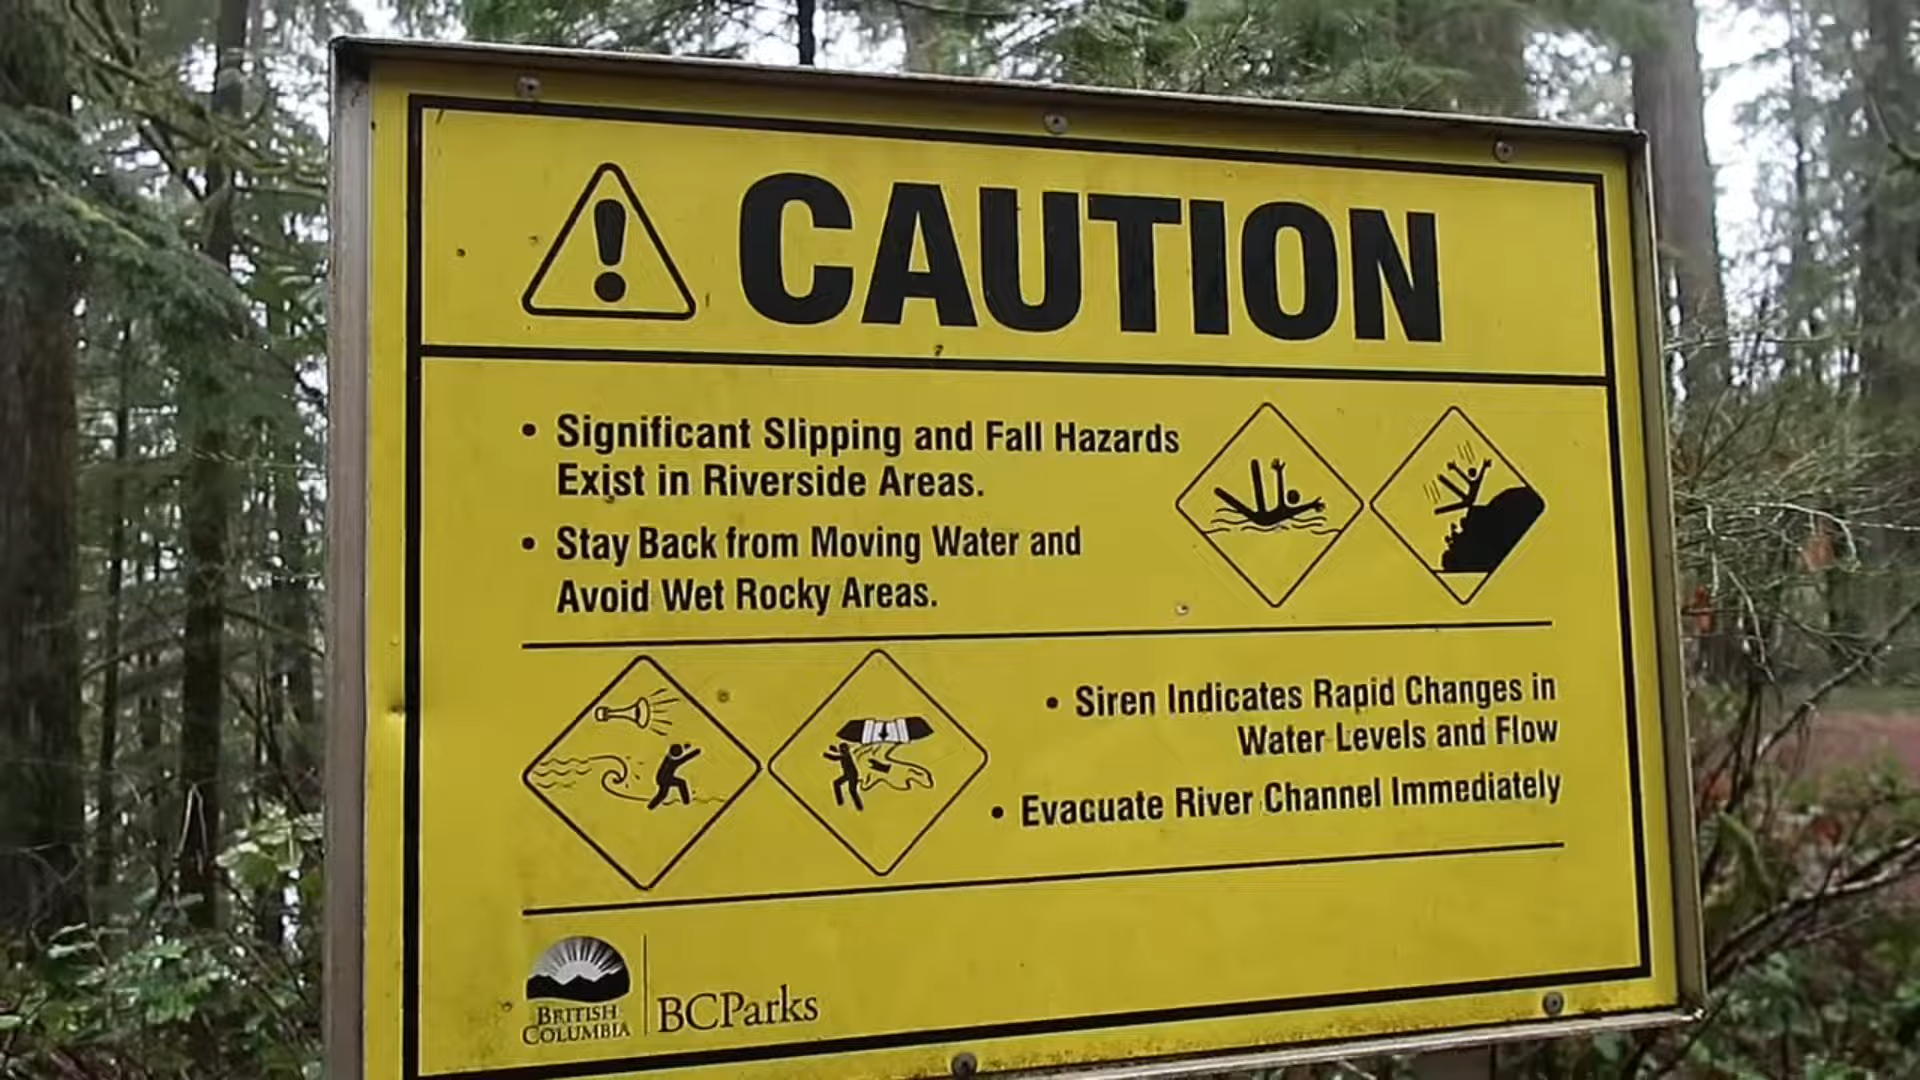 CAUTION
• Significant Slipping and Fall Hazards
Exist in Riverside Areas.
• Stay Back from Moving Water and
Avoid Wet Rocky Areas.
• Siren Indicates Rapid Changes in
Water Levels and Flow
• Evacuate River Channel Immediately
BRITISH
COLUMBIA
BCParks